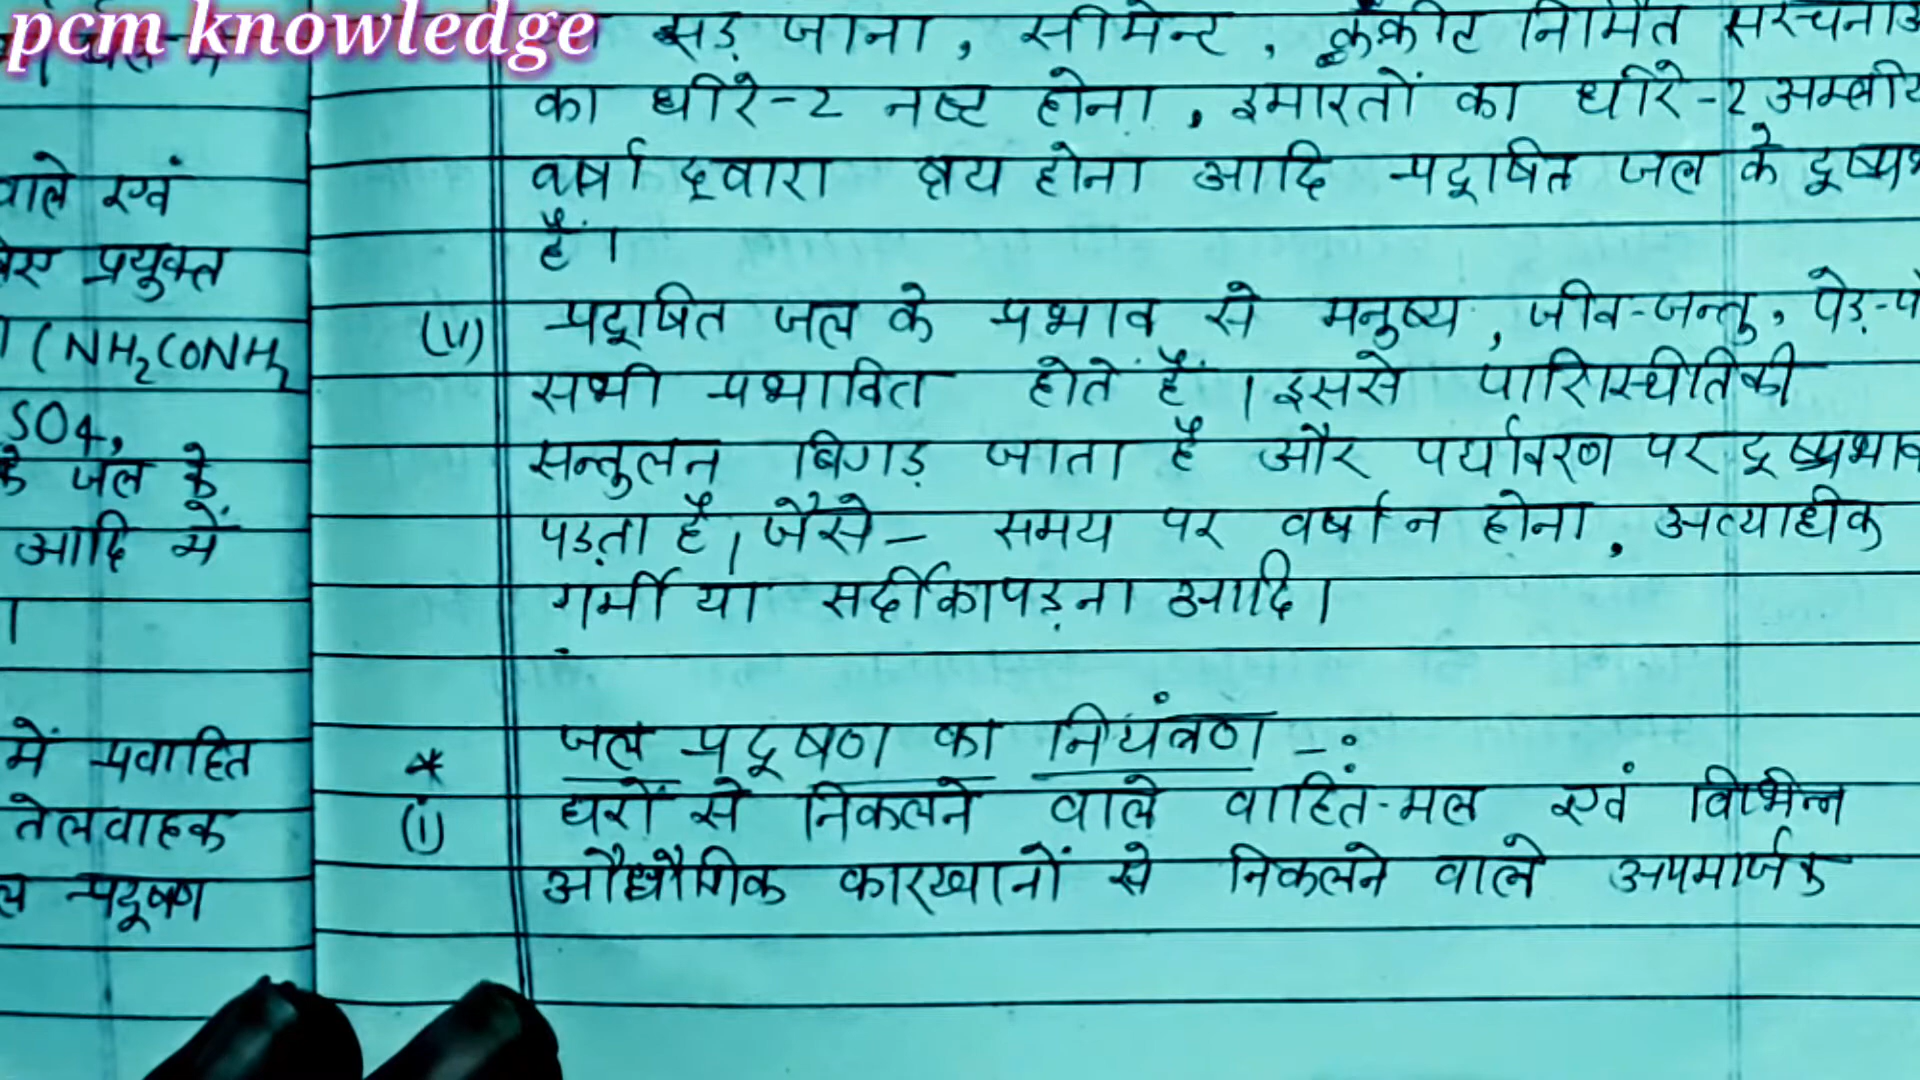 pcm knowledge
सड़ जाना, सीमेन्ट, कंक्रीट निर्मित
का धीरे-2 नष्ट होना, इमारतों का धीरे-2 अम्लीय
वर्षा द्वारा क्षय होना आदि प्रदूषित जल के
हैं।
(V) प्रदूषित जल के प्रभाव से मनुष्य, जीव-जन्तु,
सभी प्रभावित होते हैं। इससे पारिस्थितिकी
सन्तुलन बिगड़ जाता है और पर्यावरण पर दूष्प्रभाव
पड़ता है। जैसे- समय पर वर्षा न होना, अत्याधिक
गर्मी या सर्दी का पड़ना आदि।
* जल प्रदूषण का नियंत्रण -:
(i) घरों से निकलने वाले वाहित-मल एवं विभिन्न
औद्यौगिक कारखानों से निकलने वाले अपमार्जक
वाले एवं
प्रयुक्त
(NH₂CONH₂
SO4,
के जल के
आदि में
।
में प्रवाहित
तेलवाहक
प्रदूषण